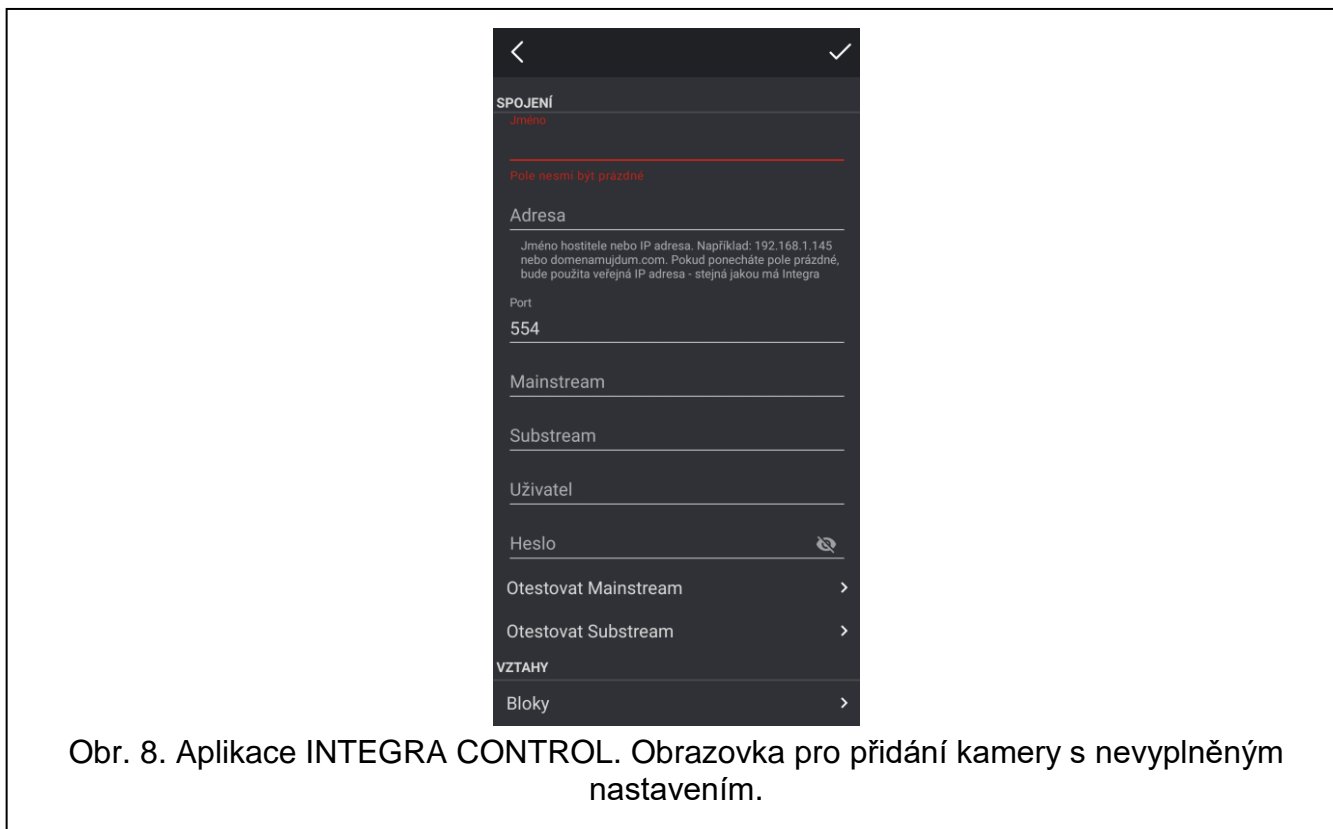 SPOJENÍ
Jméno
Pole nesmí být prázdné
Adresa
Jméno hostitele nebo IP adresa. Například: 192.168.1.145
nebo domenamujdum.com. Pokud ponecháte pole prázdné,
bude použita veřejná IP adresa - stejná jakou má Integra
Port
554
Mainstream
Substream
Uživatel
Heslo
Otestovat Mainstream
Otestovat Substream
VZTAHY
Bloky
Obr. 8. Aplikace INTEGRA CONTROL. Obrazovka pro přidání kamery s nevyplněným
nastavením.